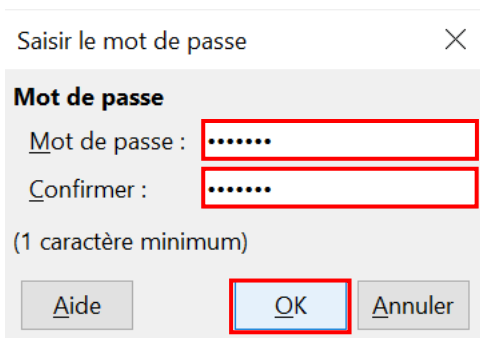 Saisir le mot de passe
Mot de passe
Mot de passe : •••••••
Confirmer : •••••••
(1 caractère minimum)
Aide OK Annuler